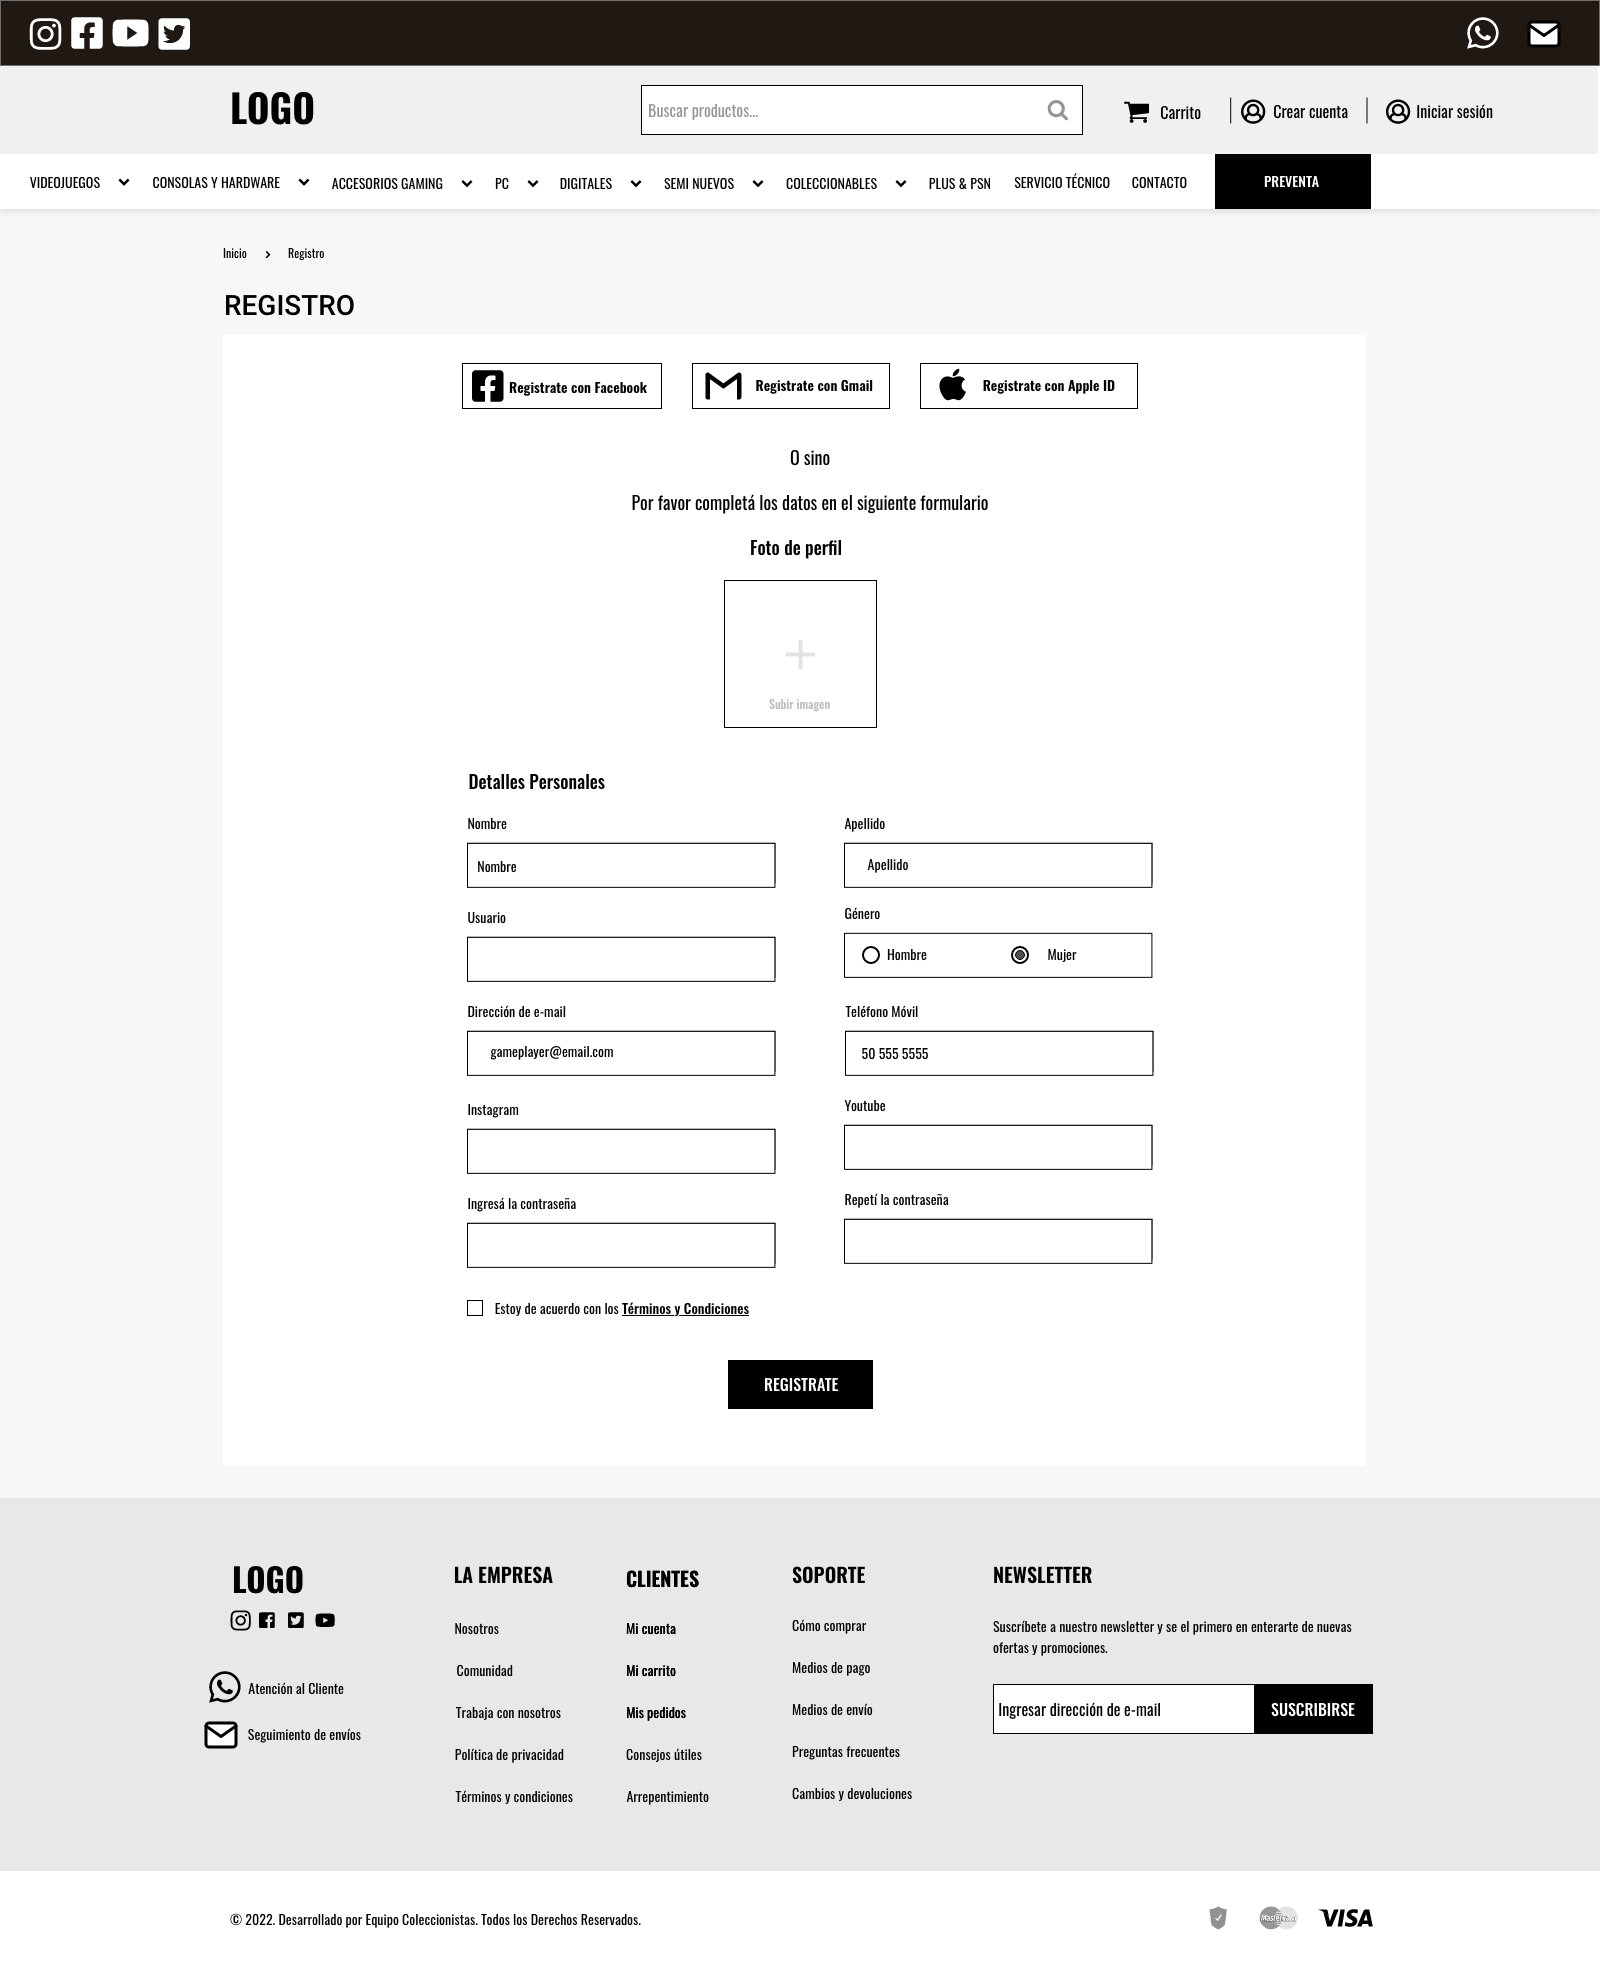 LOGO
Buscar productos...
Carrito
Crear cuenta
Iniciar sesión
VIDEOJUEGOS
CONSOLAS Y HARDWARE
ACCESORIOS GAMING
PC
DIGITALES
SEMI NUEVOS
COLECCIONABLES
PLUS & PSN
SERVICIO TÉCNICO
CONTACTO
PREVENTA
Inicio
Registro
REGISTRO
Registrate con Facebook
Registrate con Gmail
Registrate con Apple ID
O sino
Por favor completá los datos en el siguiente formulario
Foto de perfil
Subir imagen
Detalles Personales
Nombre
Apellido
Nombre
Apellido
Usuario
Género
Hombre
Mujer
Dirección de e-mail
Teléfono Móvil
gameplayer@email.com
50 555 5555
Instagram
Youtube
Ingresá la contraseña
Repetí la contraseña
Estoy de acuerdo con los Términos y Condiciones
REGISTRATE
LOGO
Atención al Cliente
Seguimiento de envíos
LA EMPRESA
Nosotros
Comunidad
Trabaja con nosotros
Política de privacidad
Términos y condiciones
CLIENTES
Mi cuenta
Mi carrito
Mis pedidos
Consejos útiles
Arrepentimiento
SOPORTE
Cómo comprar
Medios de pago
Medios de envío
Preguntas frecuentes
Cambios y devoluciones
NEWSLETTER
Suscríbete a nuestro newsletter y se el primero en enterarte de nuevas
ofertas y promociones.
Ingresar dirección de e-mail
SUSCRIBIRSE
© 2022. Desarrollado por Equipo Coleccionistas. Todos los Derechos Reservados.
MasterCard
VISA